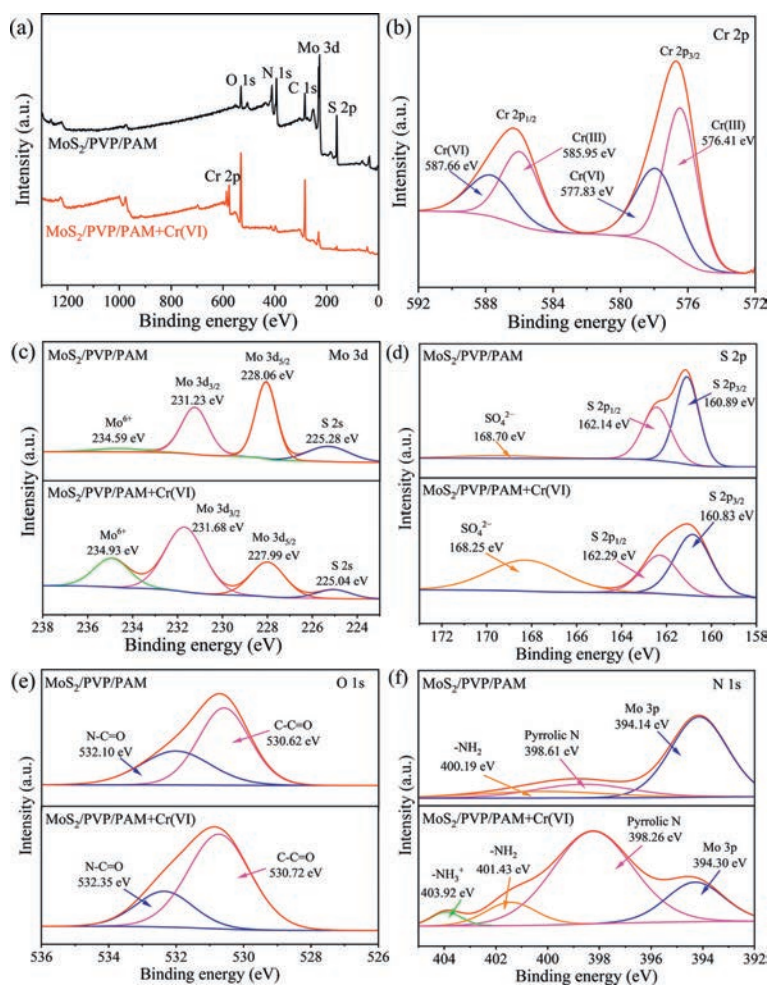 (a)
Mo 3d
N 1s
O 1s
C 1s
S 2p
MoS₂/PVP/PAM
Cr 2p
MoS₂/PVP/PAM+Cr(VI)
Intensity (a.u.)
1200 1000 800 600 400 200 0
Binding energy (eV)
(b)
Cr 2p
Cr 2p₃/₂
Cr 2p₁/₂
Cr(III)
576.41 eV
Cr(VI)
587.66 eV
Cr(III)
585.95 eV
Cr(VI)
577.83 eV
Intensity (a.u.)
592 588 584 580 576 572
Binding energy (eV)
(c)
MoS₂/PVP/PAM
Mo 3d
Mo 3d₅/₂
228.06 eV
Mo 3d₃/₂
231.23 eV
Mo⁶⁺
234.59 eV
S 2s
225.28 eV
MoS₂/PVP/PAM+Cr(VI)
Mo 3d₃/₂
231.68 eV
Mo⁶⁺
234.93 eV
Mo 3d₅/₂
227.99 eV
S 2s
225.04 eV
Intensity (a.u.)
238 236 234 232 230 228 226 224
Binding energy (eV)
(d)
MoS₂/PVP/PAM
S 2p
S 2p₃/₂
160.89 eV
S 2p₁/₂
162.14 eV
SO₄²⁻
168.70 eV
MoS₂/PVP/PAM+Cr(VI)
S 2p₃/₂
160.83 eV
SO₄²⁻
168.25 eV
S 2p₁/₂
162.29 eV
Intensity (a.u.)
172 170 168 166 164 162 160 158
Binding energy (eV)
(e)
MoS₂/PVP/PAM
O 1s
N-C=O
532.10 eV
C-C=O
530.62 eV
MoS₂/PVP/PAM+Cr(VI)
N-C=O
532.35 eV
C-C=O
530.72 eV
Intensity (a.u.)
536 534 532 530 528 526
Binding energy (eV)
(f)
MoS₂/PVP/PAM
N 1s
Mo 3p
394.14 eV
Pyrrolic N
398.61 eV
-NH₂
400.19 eV
MoS₂/PVP/PAM+Cr(VI)
Pyrrolic N
398.26 eV
-NH₂
401.43 eV
-NH₃⁺
403.92 eV
Mo 3p
394.30 eV
Intensity (a.u.)
404 402 400 398 396 394 392
Binding energy (eV)